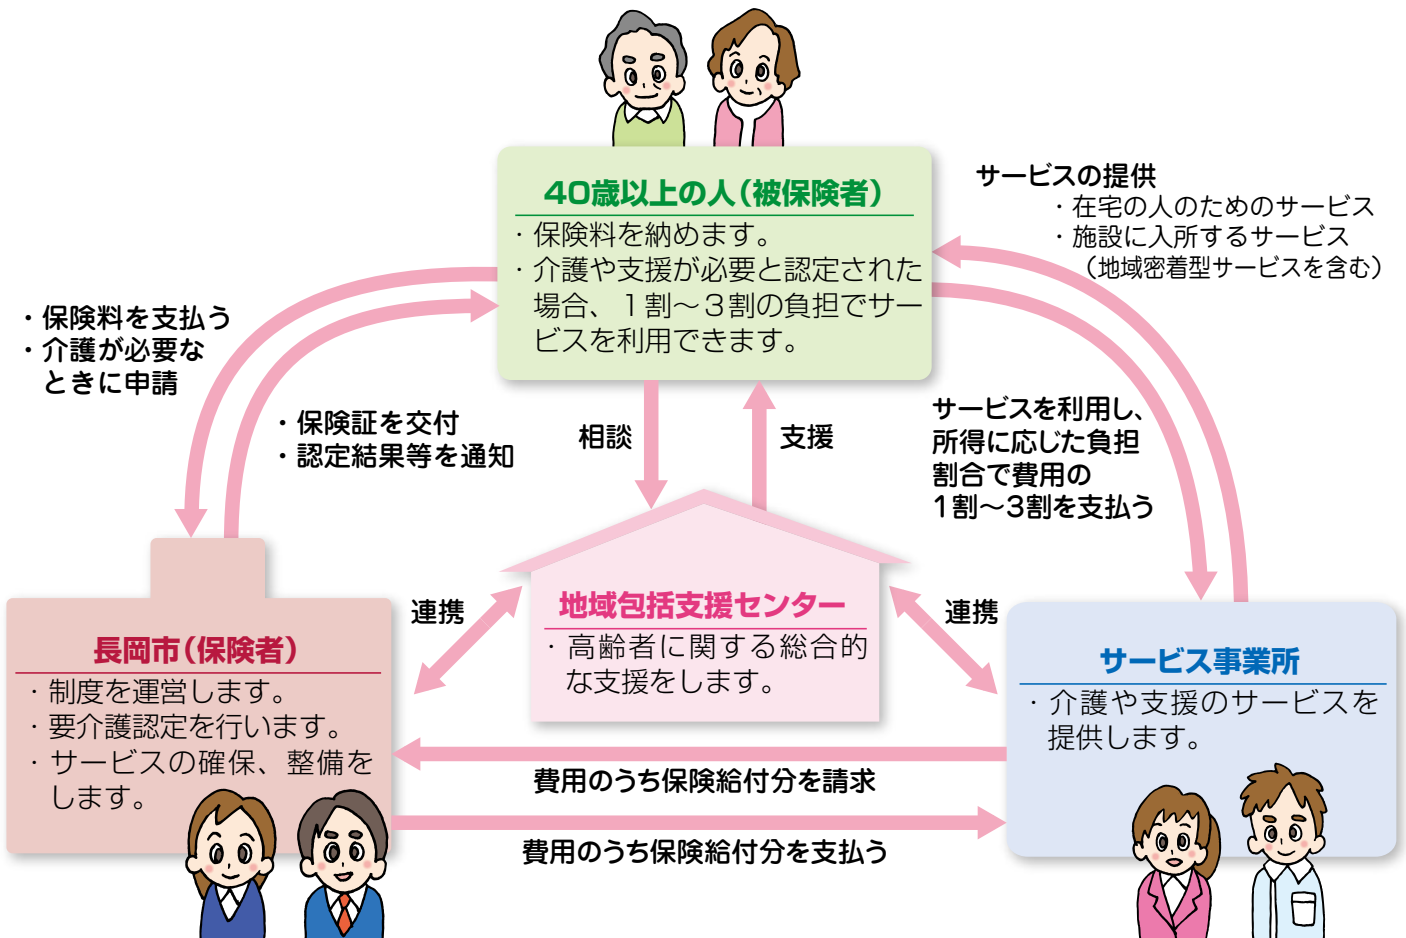 40歳以上の人(被保険者)
・保険料を納めます。
・介護や支援が必要と認定された
場合、1割～3割の負担でサー
ビスを利用できます。
サービスの提供
・在宅の人のためのサービス
・施設に入所するサービス
(地域密着型サービスを含む)
・保険料を支払う
・介護が必要な
ときに申請
・保険証を交付
・認定結果等を通知
相談
支援
サービスを利用し、
所得に応じた負担
割合で費用の
1割～3割を支払う
連携
連携
地域包括支援センター
・高齢者に関する総合的
な支援をします。
長岡市(保険者)
・制度を運営します。
・要介護認定を行います。
・サービスの確保、整備を
します。
サービス事業所
・介護や支援のサービスを
提供します。
費用のうち保険給付分を請求
費用のうち保険給付分を支払う